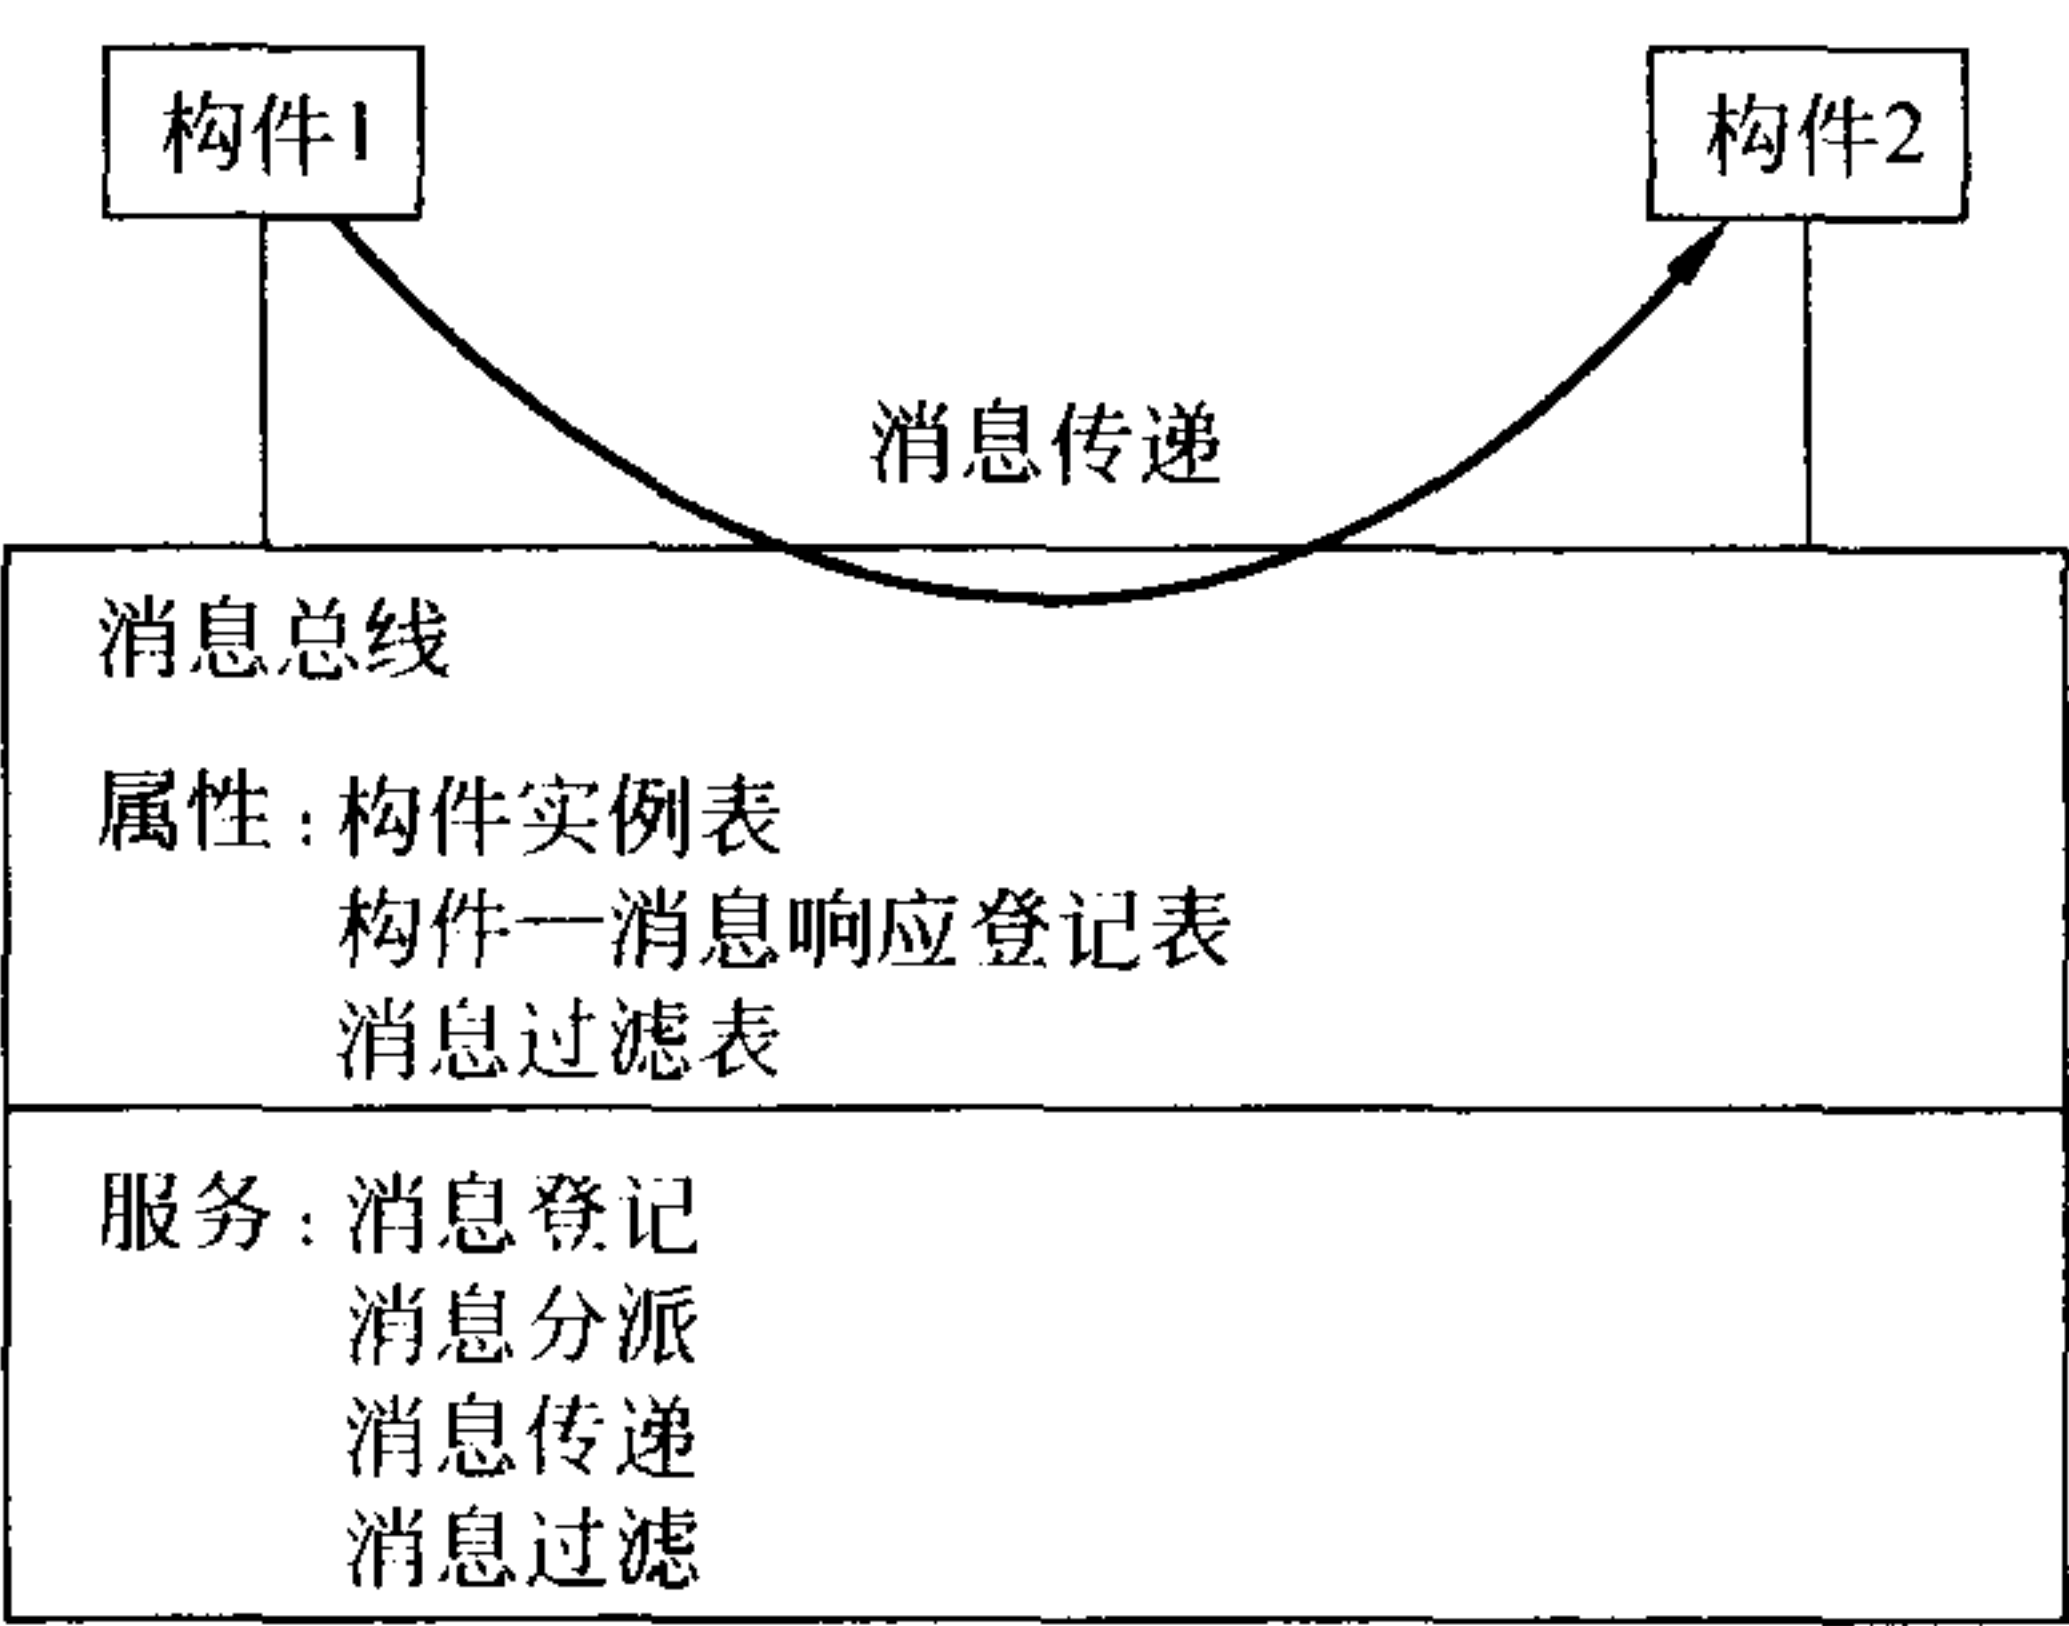 构件1
构件2
消息传递
消息总线
属性:构件实例表
构件—消息响应登记表
消息过滤表
服务:消息登记
消息分派
消息传递
消息过滤